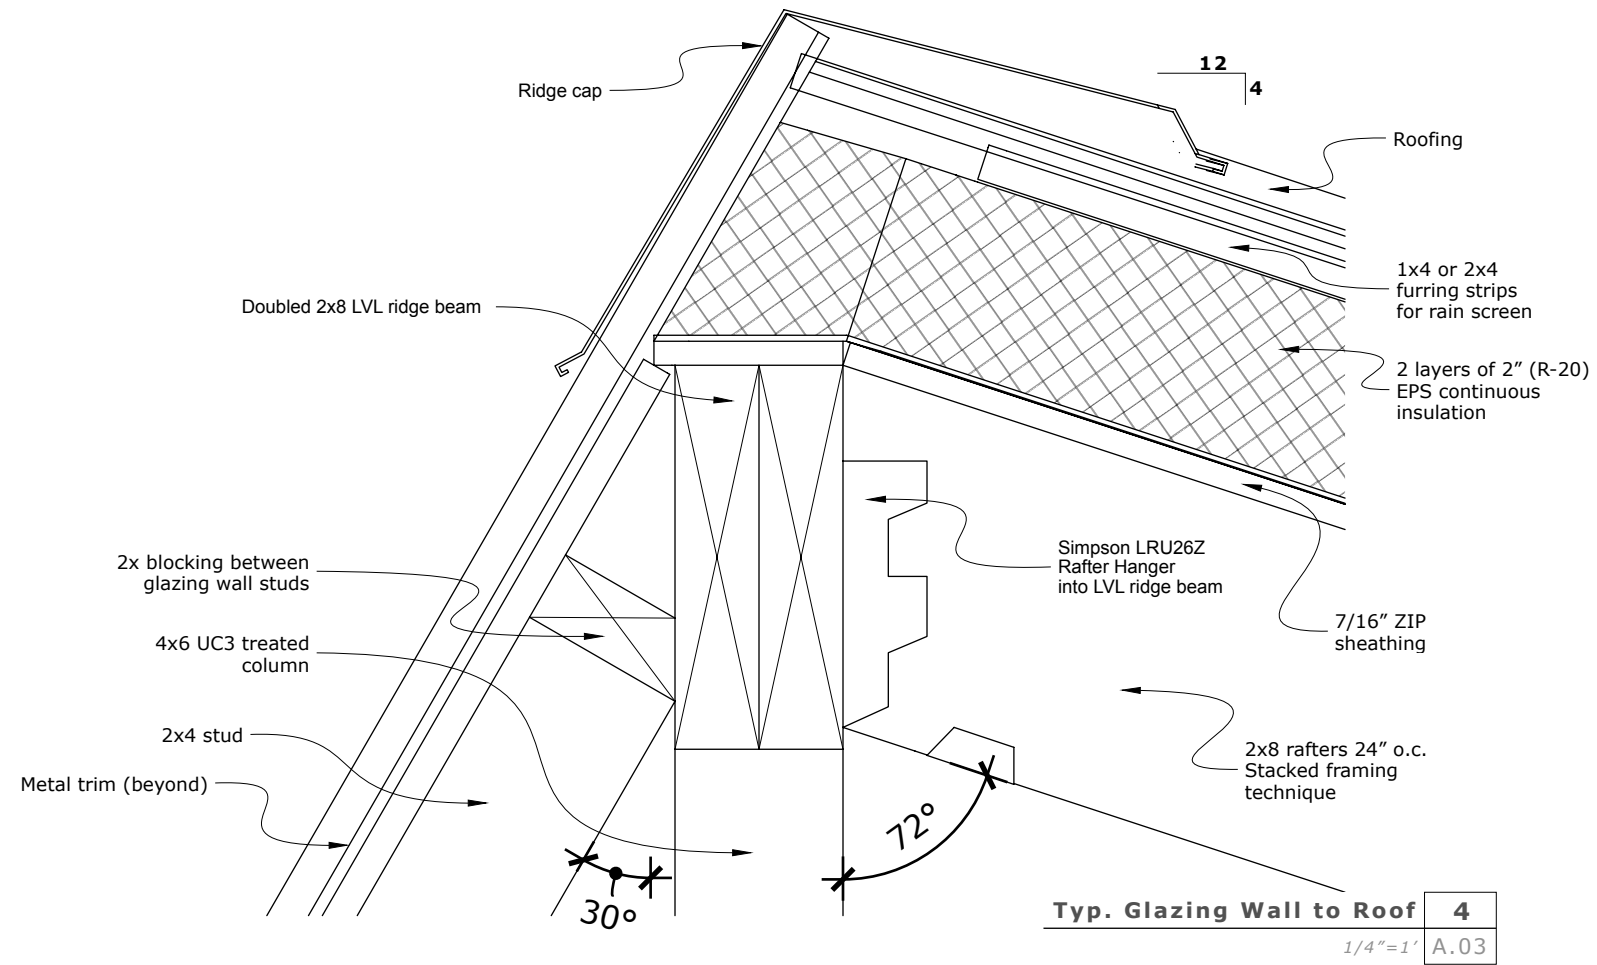 12
4
Ridge cap
Roofing
1x4 or 2x4
furring strips
for rain screen
Doubled 2x8 LVL ridge beam
2 layers of 2” (R-20)
EPS continuous
insulation
2x blocking between
glazing wall studs
Simpson LRU26Z
Rafter Hanger
into LVL ridge beam
7/16” ZIP
sheathing
4x6 UC3 treated
column
2x4 stud
2x8 rafters 24” o.c.
Stacked framing
technique
Metal trim (beyond)
72°
30°
Typ. Glazing Wall to Roof
4
1/4”=1’
A.03